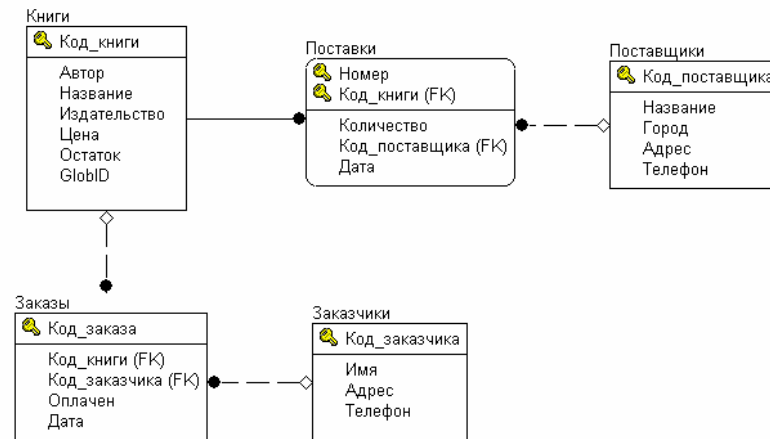 Книги
Код_книги
Автор
Название
Издательство
Цена
Остаток
GlobID
Поставки
Номер
Код_книги (FK)
Количество
Код_поставщика (FK)
Дата
Поставщики
Код_поставщика
Название
Город
Адрес
Телефон
Заказы
Код_заказа
Код_книги (FK)
Код_заказчика (FK)
Оплачен
Дата
Заказчики
Код_заказчика
Имя
Адрес
Телефон